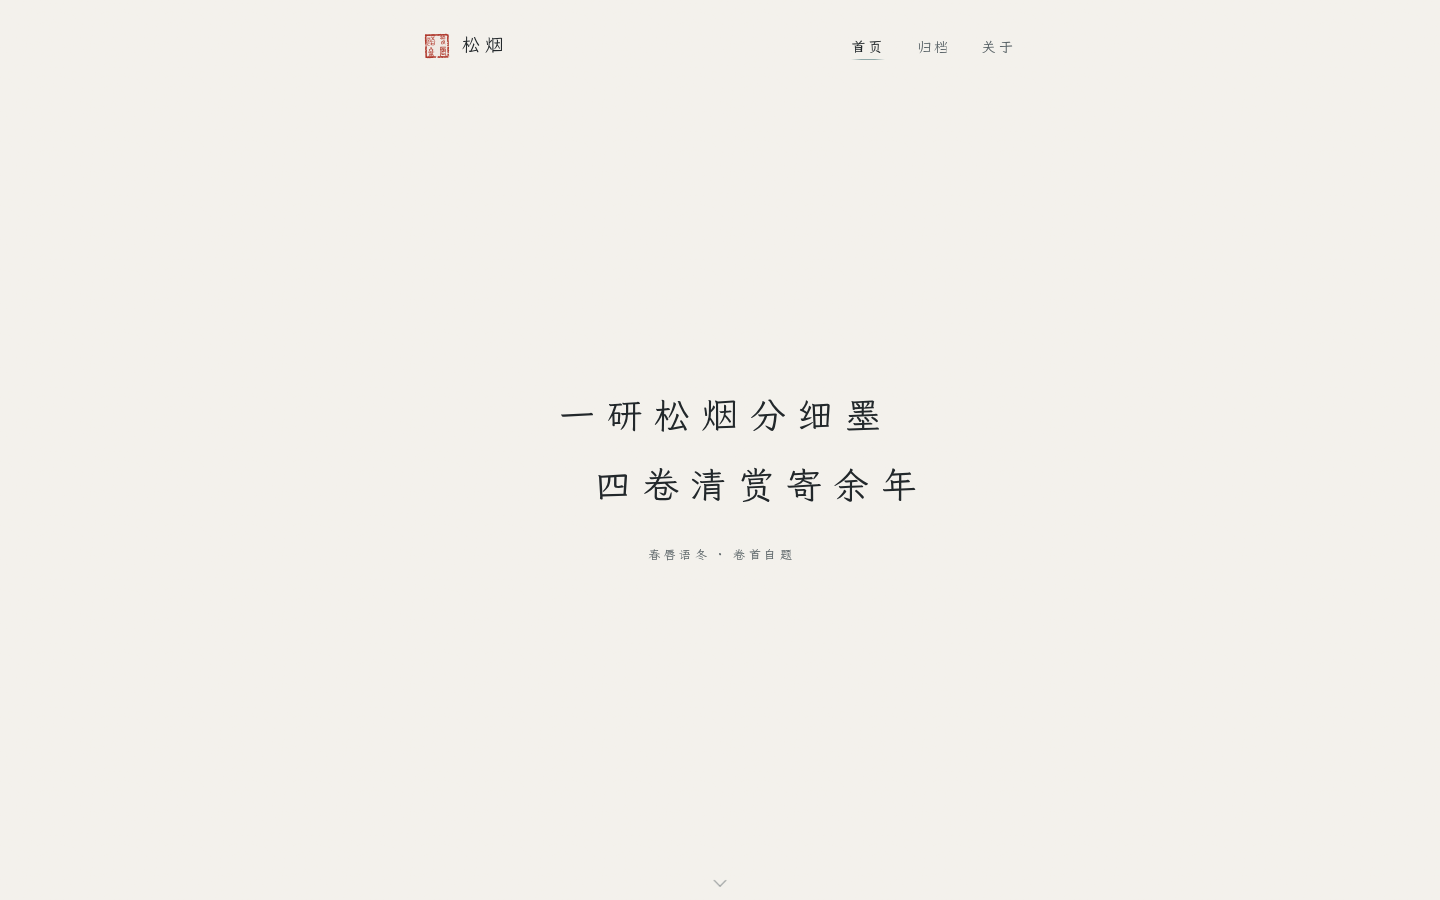 松烟
首页 归档 关于
一研松烟分细墨
四卷清赏寄余年
春唇语冬 · 卷首自题